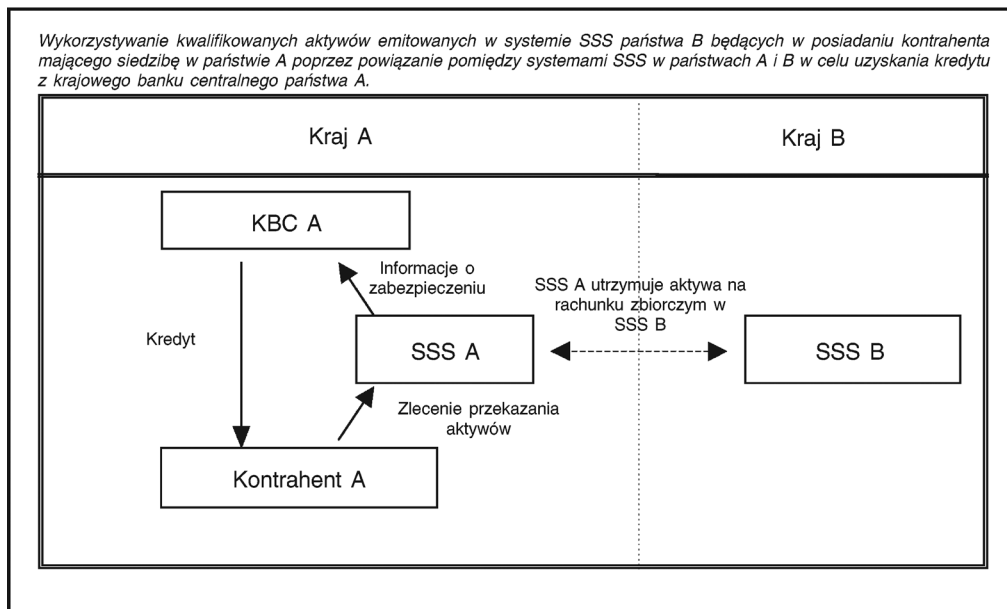 Wykorzystywanie kwalifikowanych aktywów emitowanych w systemie SSS państwa B będących w posiadaniu kontrahenta
mającego siedzibę w państwie A poprzez powiązanie pomiędzy systemami SSS w państwach A i B w celu uzyskania kredytu
z krajowego banku centralnego państwa A.
Kraj A
Kraj B
KBC A
Informacje o
zabezpieczeniu
SSS A utrzymuje aktywa na
rachunku zbiorczym w
SSS B
Kredyt
SSS A
SSS B
Zlecenie przekazania
aktywów
Kontrahent A